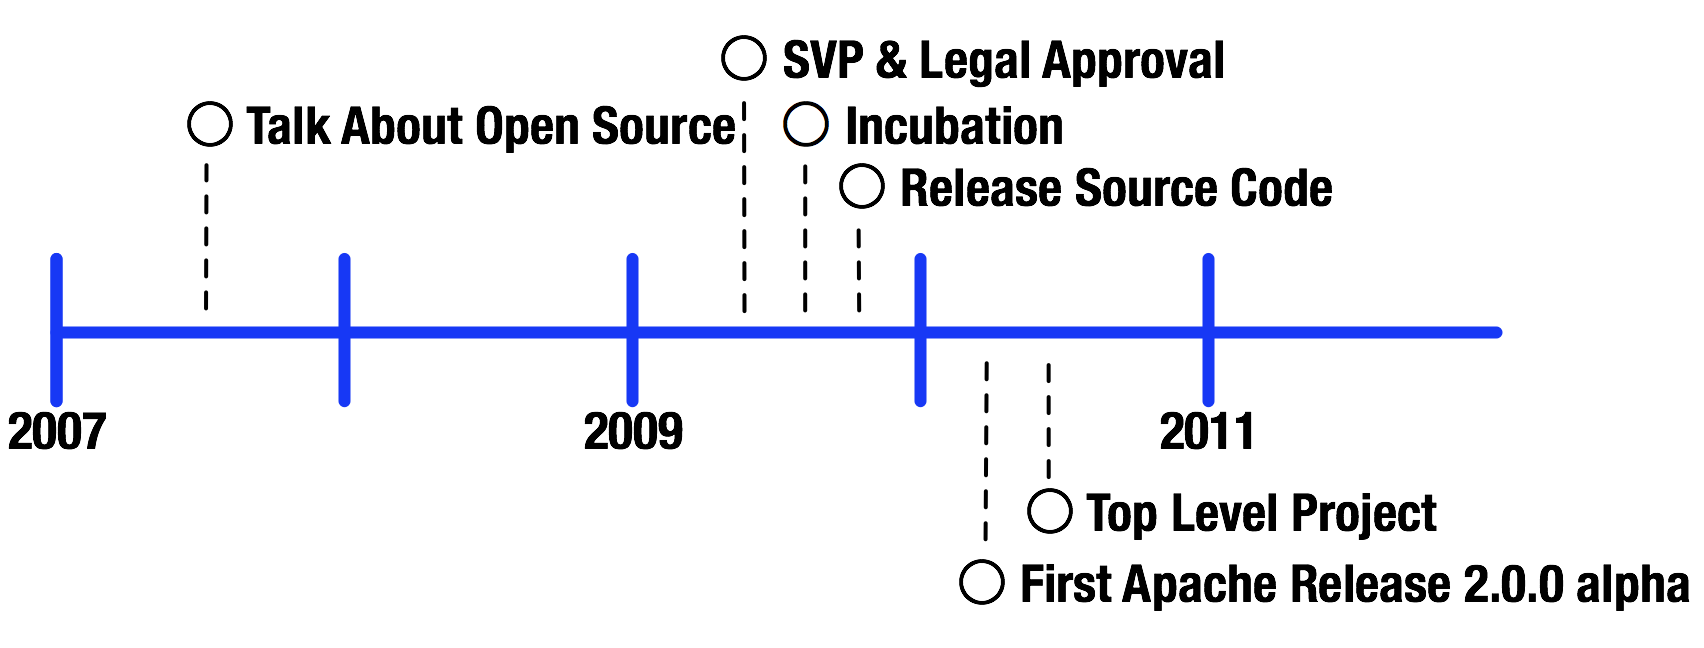 SVP & Legal Approval
Talk About Open Source
Incubation
Release Source Code
2007
2009
2011
Top Level Project
First Apache Release 2.0.0 alpha